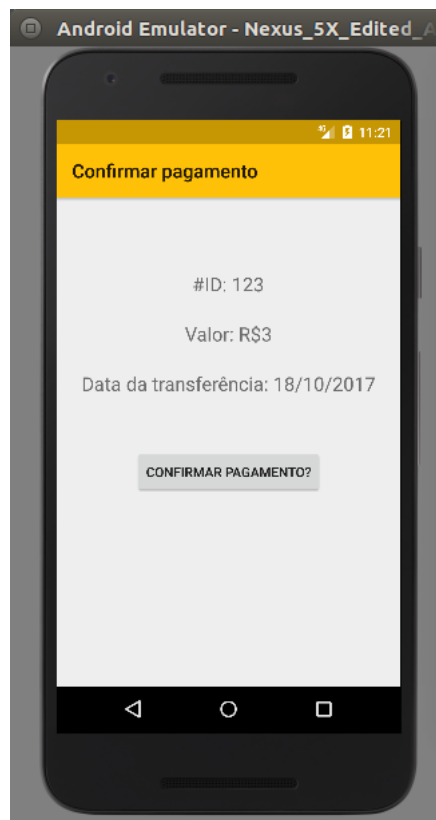 Android Emulator - Nexus_5X_Edited_A
11:21
Confirmar pagamento
#ID: 123
Valor: R$3
Data da transferência: 18/10/2017
CONFIRMAR PAGAMENTO?